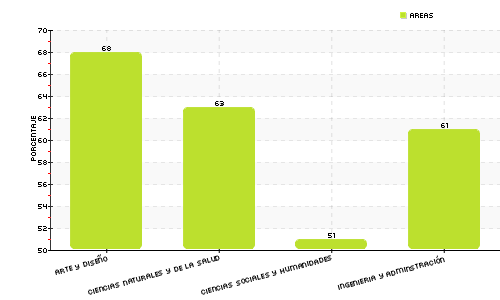 AREAS
70
68
66
64
62
60
58
56
54
52
50
PORCENTAJE
68
63
51
61
ARTE Y DISEÑO
CIENCIAS NATURALES Y DE LA SALUD
CIENCIAS SOCIALES Y HUMANIDADES
INGENIERIA Y ADMINSTRACIÓN